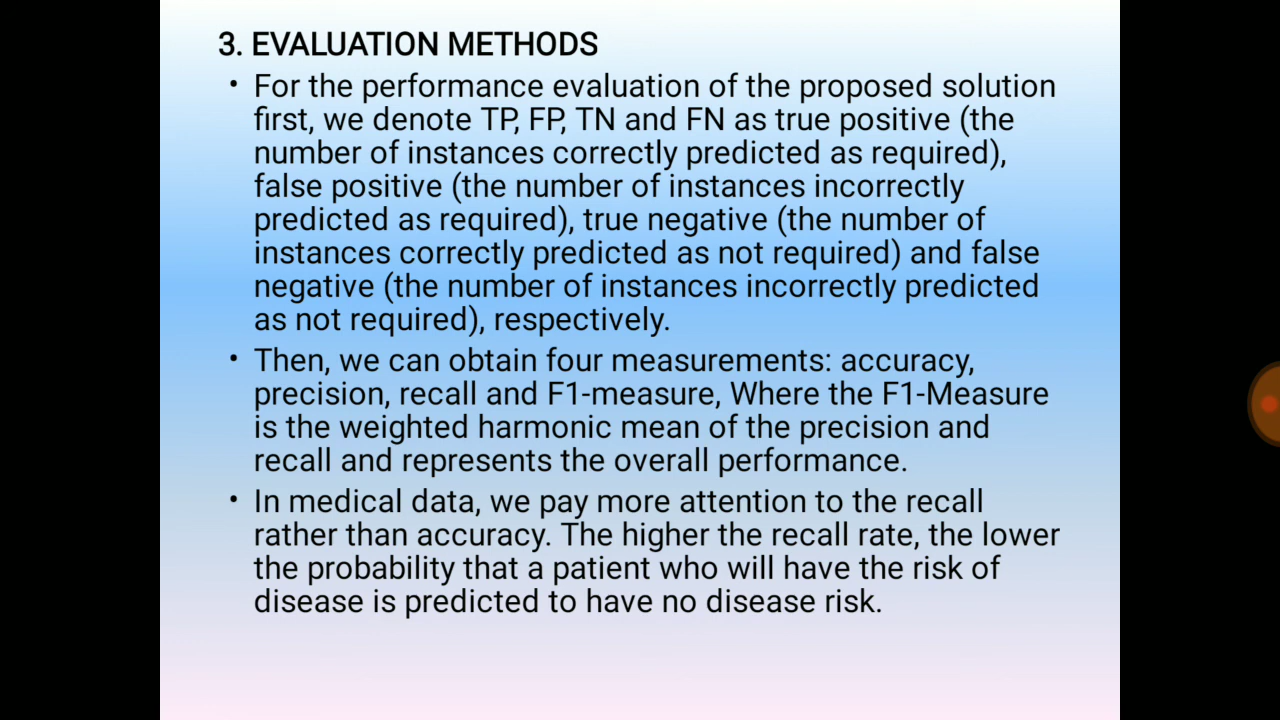 3. EVALUATION METHODS
• For the performance evaluation of the proposed solution
first, we denote TP, FP, TN and FN as true positive (the
number of instances correctly predicted as required),
false positive (the number of instances incorrectly
predicted as required), true negative (the number of
instances correctly predicted as not required) and false
negative (the number of instances incorrectly predicted
as not required), respectively.
• Then, we can obtain four measurements: accuracy,
precision, recall and F1-measure, Where the F1-Measure
is the weighted harmonic mean of the precision and
recall and represents the overall performance.
• In medical data, we pay more attention to the recall
rather than accuracy. The higher the recall rate, the lower
the probability that a patient who will have the risk of
disease is predicted to have no disease risk.